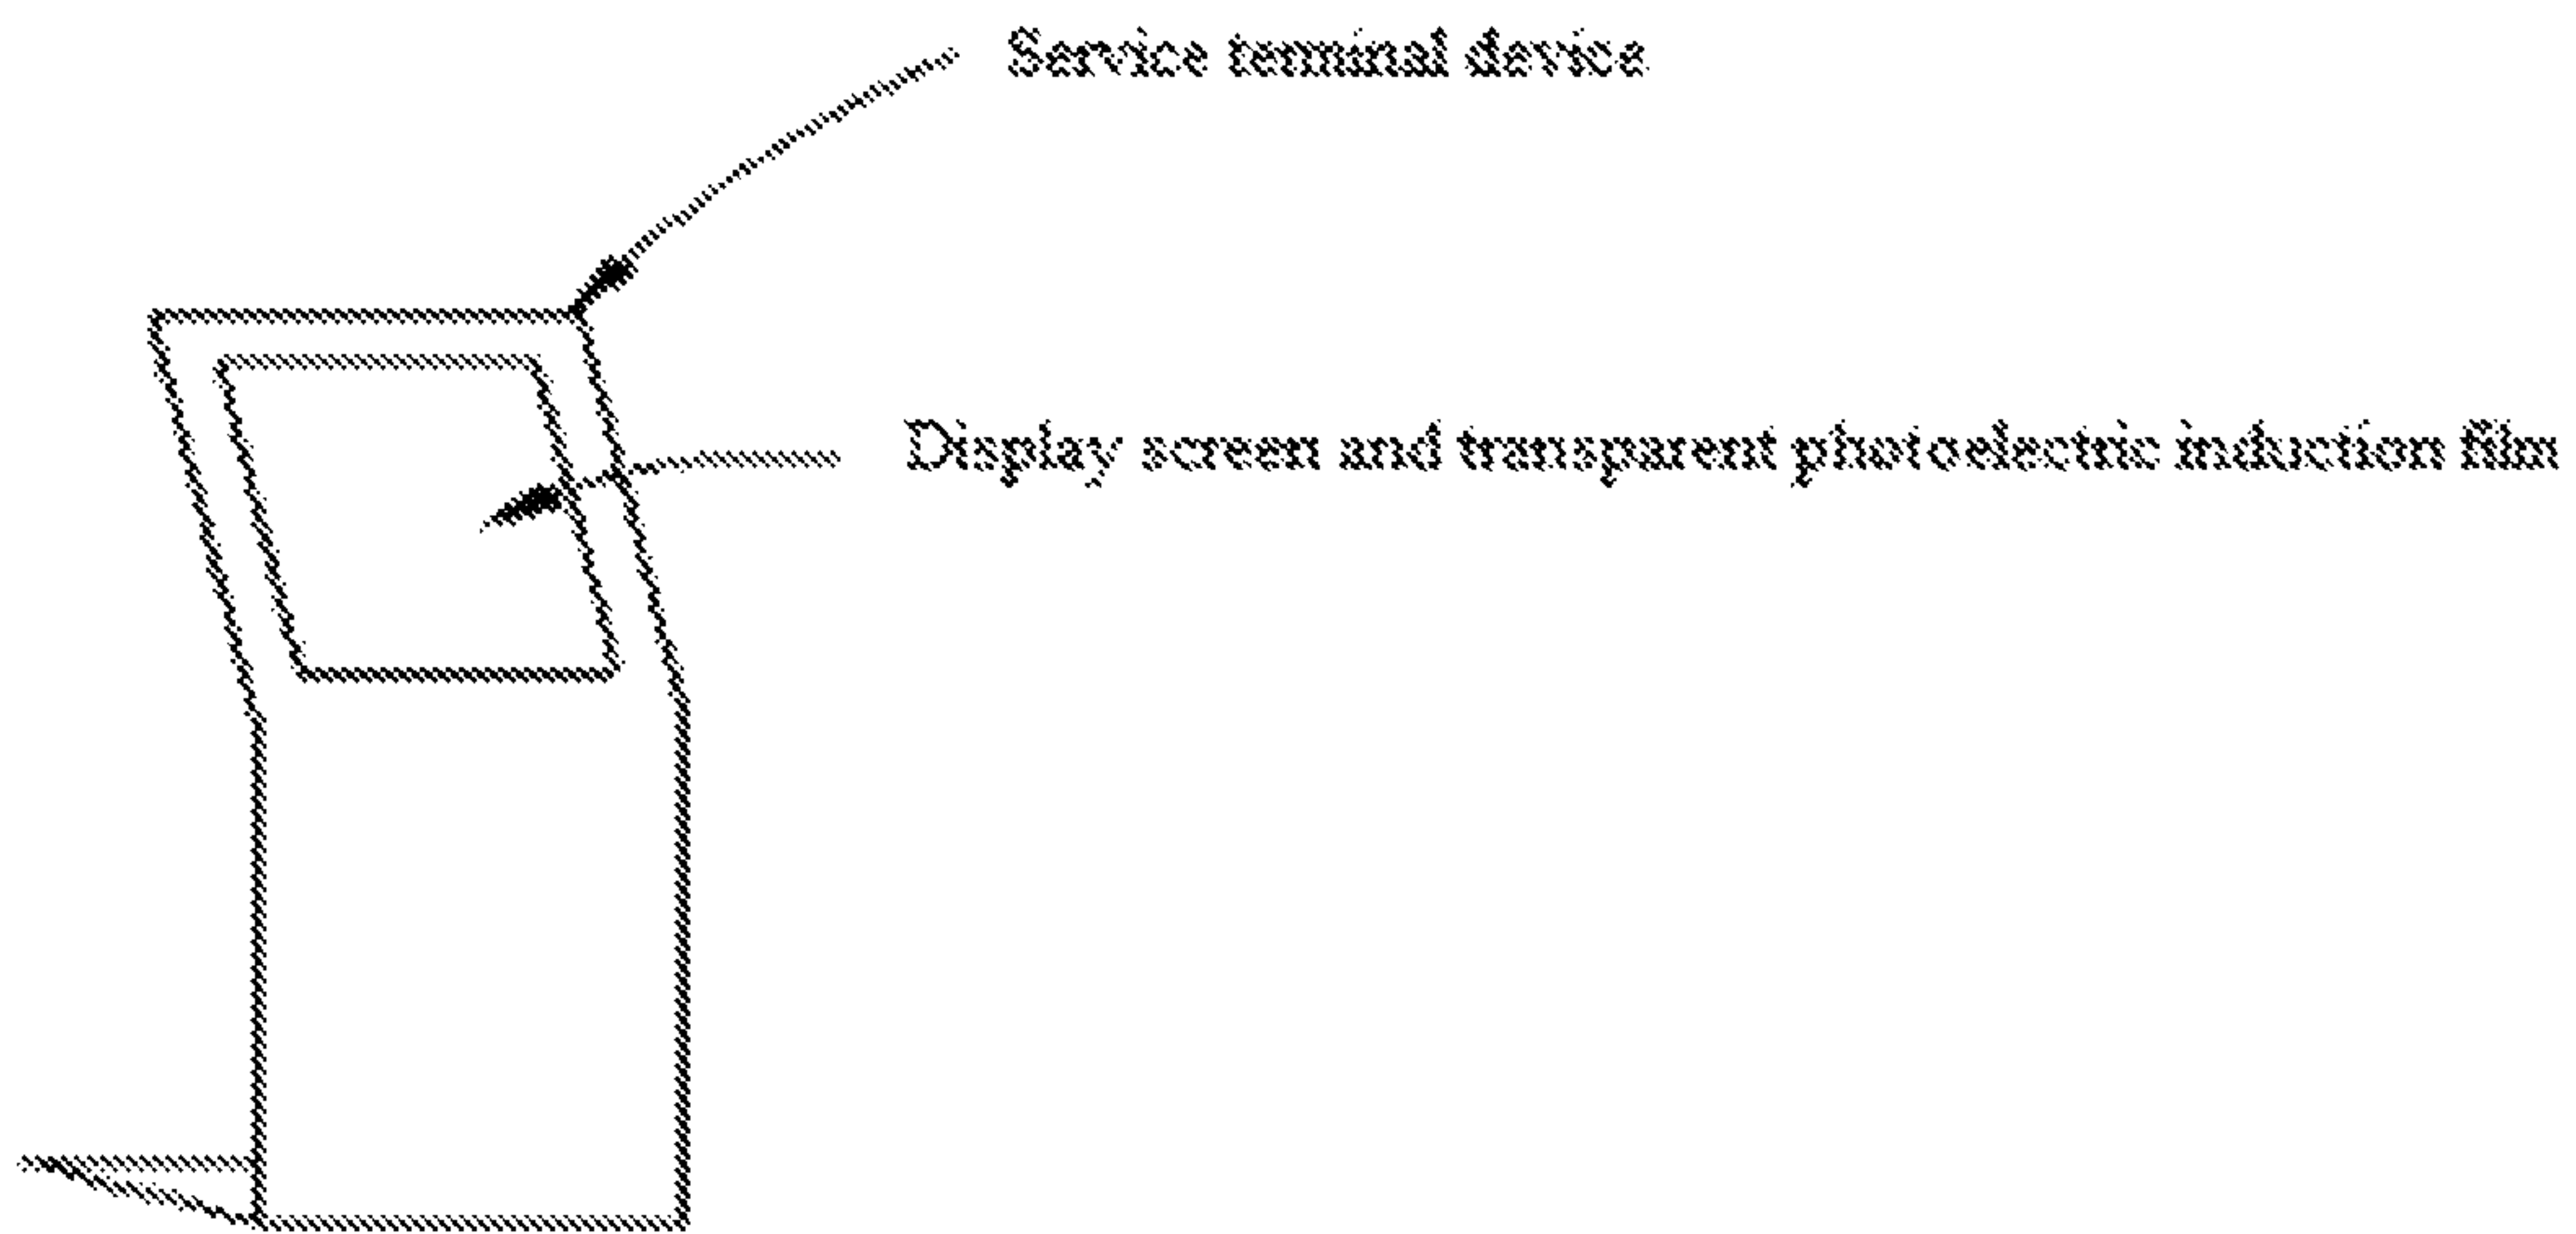 Service terminal device
Display screen and transparent photoelectric induction film